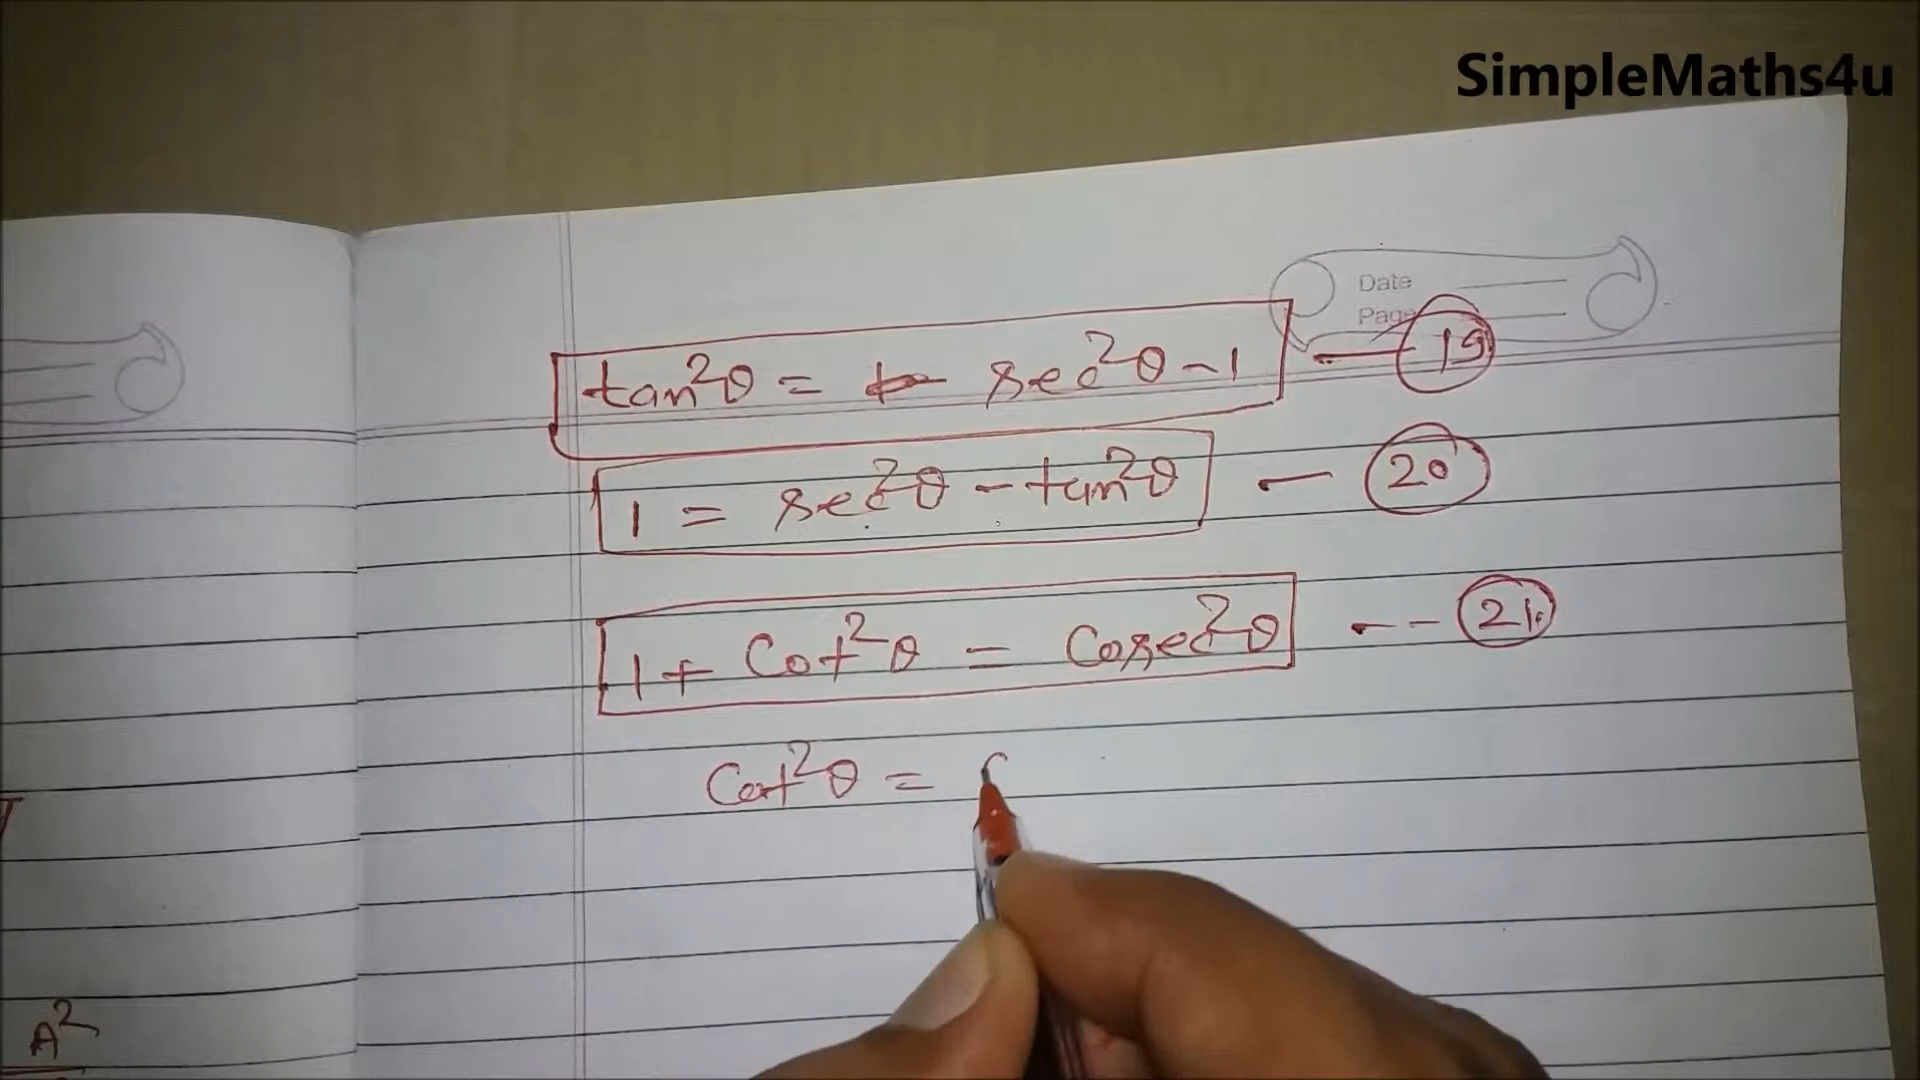 SimpleMaths4u
Date
Page
tan²θ = sec²θ - 1 — 19
1 = sec²θ - tan²θ — 20
1 + Cot²θ = Cosec²θ -- 21
Cot²θ = C
A²